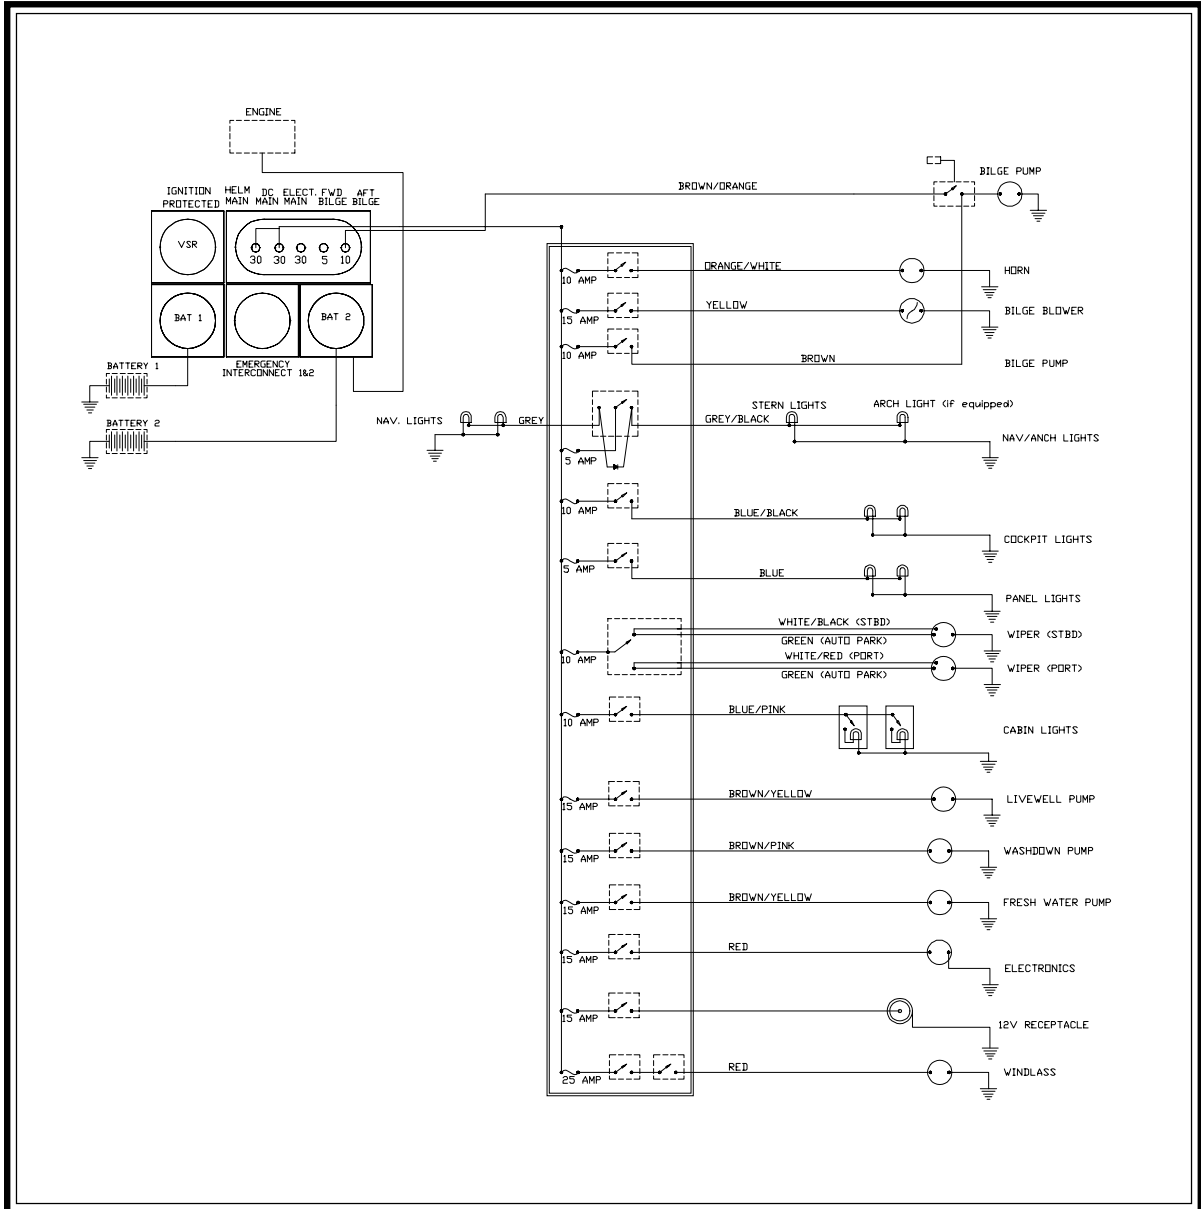 ENGINE
IGNITION PROTECTED
HELM MAIN
DC MAIN
ELECT. MAIN
FWD BILGE
AFT BILGE
VSR
30 30 30 5 10
BAT 1
BAT 2
EMERGENCY
INTERCONNECT 1&2
BATTERY 1
BATTERY 2
BROWN/ORANGE
BILGE PUMP
10 AMP
ORANGE/WHITE
HORN
15 AMP
YELLOW
BILGE BLOWER
10 AMP
BROWN
BILGE PUMP
NAV. LIGHTS
GREY
GREY/BLACK
STERN LIGHTS
ARCH LIGHT (if equipped)
NAV/ANCH LIGHTS
5 AMP
10 AMP
BLUE/BLACK
COCKPIT LIGHTS
5 AMP
BLUE
PANEL LIGHTS
WHITE/BLACK (STBD)
GREEN (AUTO PARK)
WIPER (STBD)
10 AMP
WHITE/RED (PORT)
GREEN (AUTO PARK)
WIPER (PORT)
10 AMP
BLUE/PINK
CABIN LIGHTS
15 AMP
BROWN/YELLOW
LIVEWELL PUMP
15 AMP
BROWN/PINK
WASHDOWN PUMP
15 AMP
BROWN/YELLOW
FRESH WATER PUMP
15 AMP
RED
ELECTRONICS
15 AMP
12V RECEPTACLE
25 AMP
RED
WINDLASS